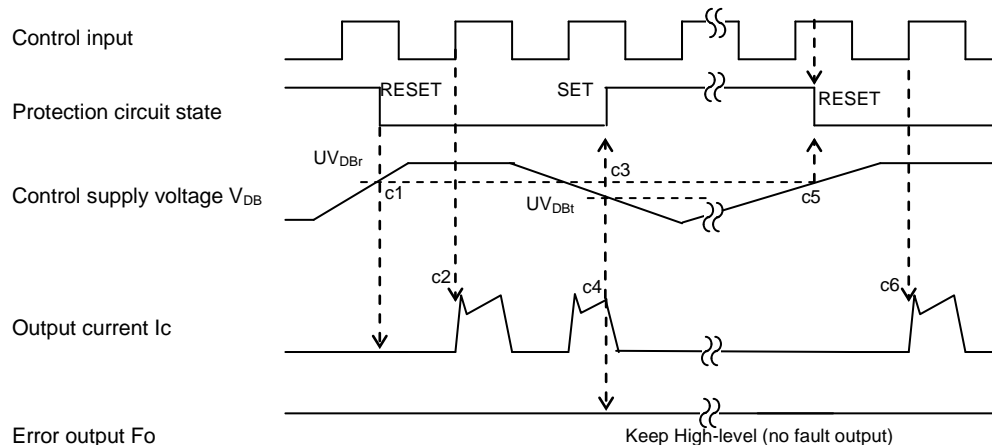 Control input
RESET
SET
RESET
Protection circuit state
UVDBr
c1
c3
c5
Control supply voltage VDB
UVDBt
c2
c4
c6
Output current Ic
Error output Fo
Keep High-level (no fault output)